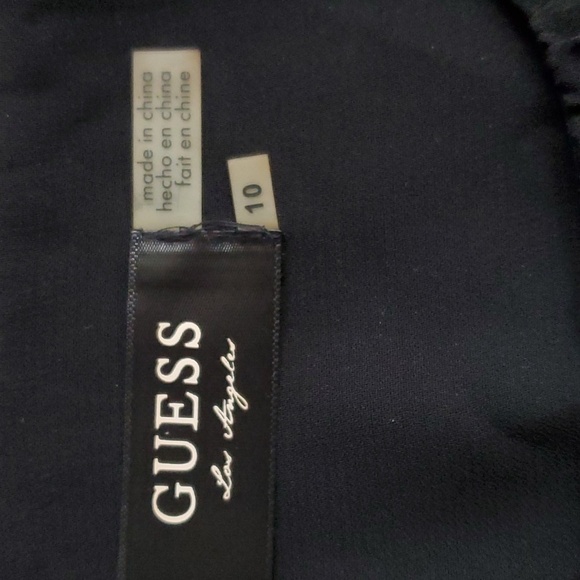 made in china
hecho en china
fait en chine
10
GUESS
Los Angeles